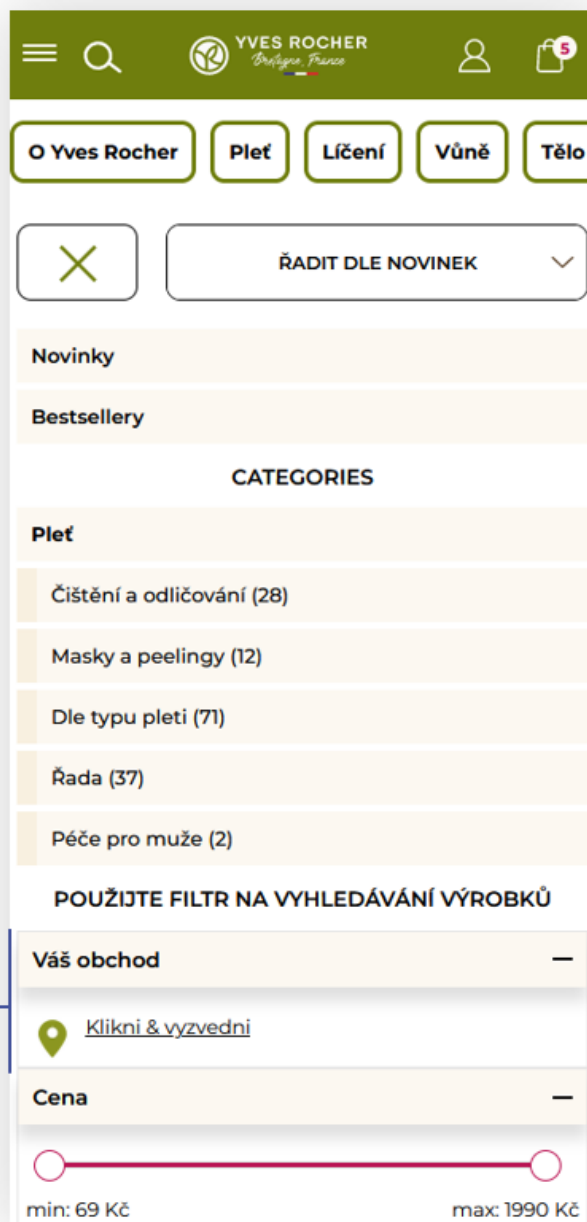 YVES ROCHER
Bretagne, France
5
O Yves Rocher
Pleť
Líčení
Vůně
Tělo
ŘADIT DLE NOVINEK
Novinky
Bestsellery
CATEGORIES
Pleť
Čištění a odličování (28)
Masky a peelingy (12)
Dle typu pleti (71)
Řada (37)
Péče pro muže (2)
POUŽIJTE FILTR NA VYHLEDÁVÁNÍ VÝROBKŮ
Váš obchod
Klikni & vyzvedni
Cena
min: 69 Kč max: 1990 Kč